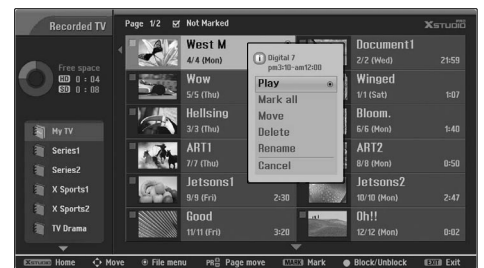 Recorded TV
Page 1/2
Not Marked
XSTUDIO
Free space
HD 0 : 04
SD 0 : 08
My TV
Series1
Series2
X Sports1
X Sports2
TV Drama
West M
4/4 (Mon)
Wow
5/5 (Thu)
Hellsing
3/3 (Thu)
ART1
7/7 (Thu)
Jetsons1
9/9 (Fri) 2:30
Good
11/11 (Fri) 3:20
Digital 7
pm3:10-am12:00
Play
Mark all
Move
Delete
Rename
Cancel
Document1
2/2 (Wed) 21:59
Winged
1/1 (Sat) 1:07
Bloom.
6/6 (Mon) 1:40
ART2
8/8 (Mon) 0:50
Jetsons2
10/10 (Mon) 2:47
Oh!!
12/12 (Mon) 0:02
XSTUDIO Home Move File menu PR Page move MARK Mark Block/Unblock EXIT Exit